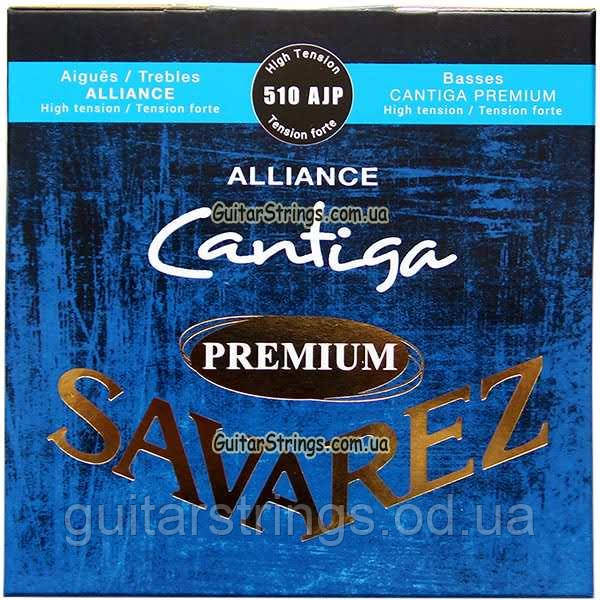 High Tension
510 AJP
Tension forte
Aiguës / Trebles
ALLIANCE
High tension / Tension forte
Basses
CANTIGA PREMIUM
High tension / Tension forte
ALLIANCE
GuitarStrings.com.ua
Cantiga
PREMIUM
SAVAREZ
GuitarStrings.com.ua
guitarstrings.od.ua